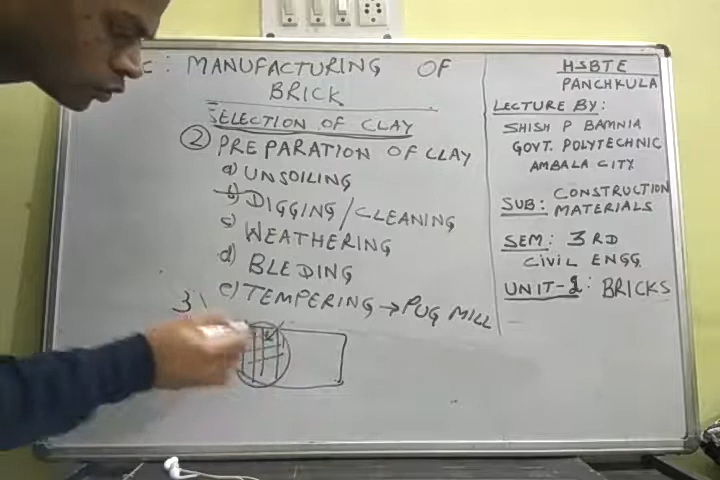 C: MANUFACTURING OF
BRICK
SELECTION OF CLAY
② PREPARATION OF CLAY
a) UNSOILING
b) DIGGING/CLEANING
c) WEATHERING
d) BLEDING
e) TEMPERING → PUG MILL
3\
HSBTE
PANCHKULA
LECTURE BY:
SHISH P BAMNIA
GOVT. POLYTECHNIC
AMBALA CITY
SUB: CONSTRUCTION
MATERIALS
SEM: 3RD
CIVIL ENGG.
UNIT-1: BRICKS